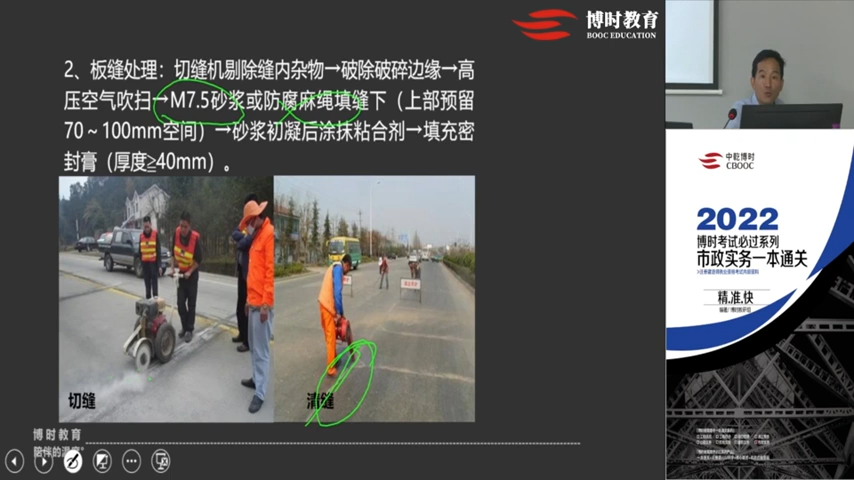 博时教育
BOOC EDUCATION
2、板缝处理：切缝机剔除缝内杂物→破除破碎边缘→高
压空气吹扫→M7.5砂浆或防腐麻绳填缝下（上部预留
70～100mm空间）→砂浆初凝后涂抹粘合剂→填充密
封膏（厚度≧40mm）。
切缝
清缝
博时教育
陪伴的温度
中乾博时
CBOOC
2022
博时考试必过系列
市政实务一本通关
精,准,快